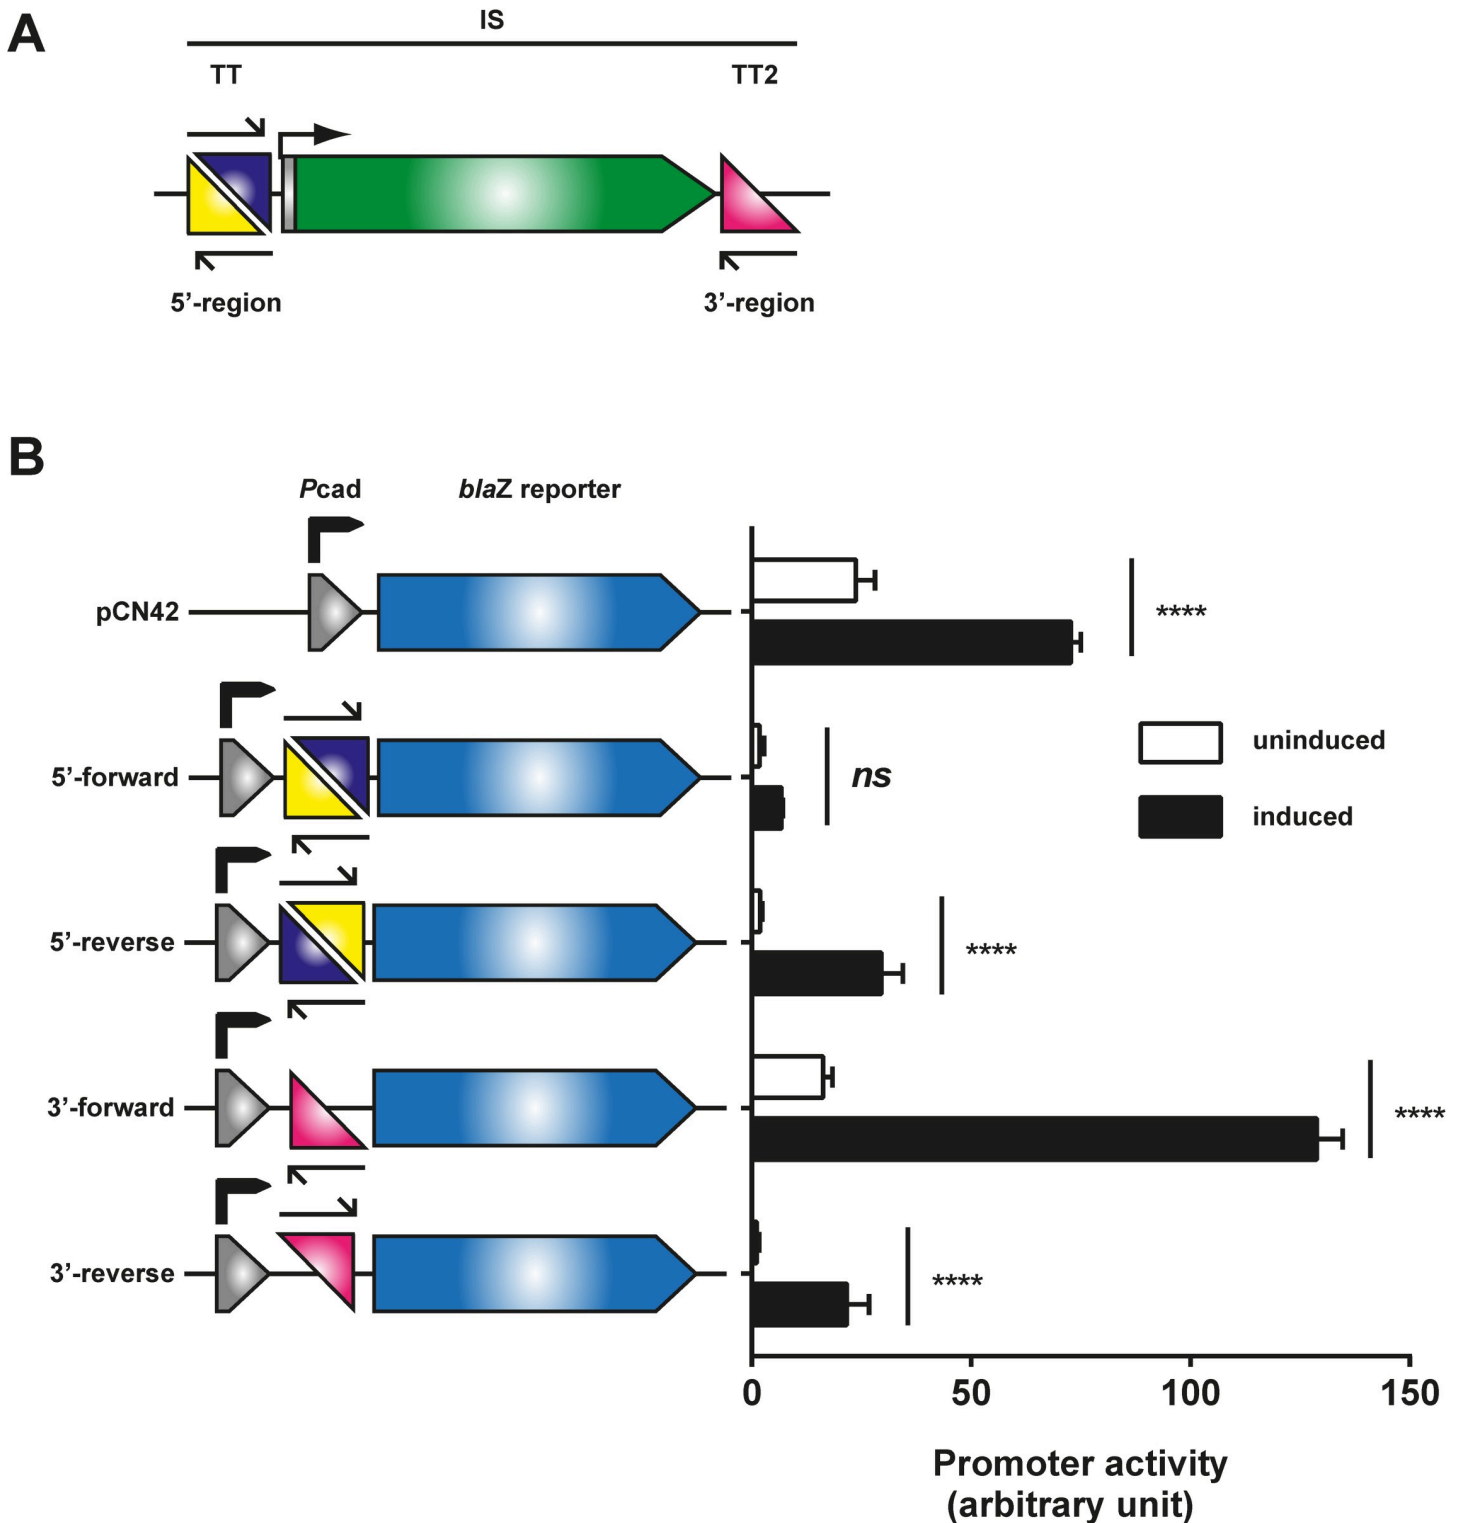 A
IS
TT
TT2
5’-region
3’-region
B
Pcad
blaZ reporter
pCN42
****
5’-forward
ns
uninduced
induced
5’-reverse
****
3’-forward
****
3’-reverse
****
0
50
100
150
Promoter activity
(arbitrary unit)